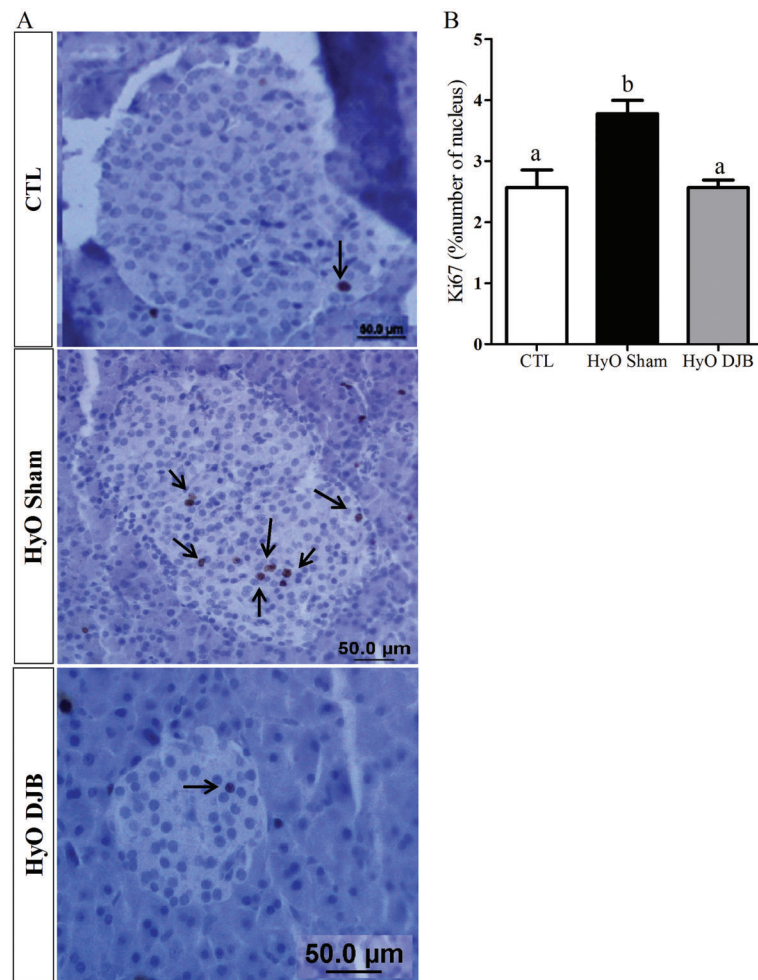 A
CTL
50.0 µm
HyO Sham
50.0 µm
HyO DJB
50.0 µm
B
Ki67 (%number of nucleus)
5
4
3
2
1
0
a
b
a
CTL
HyO Sham
HyO DJB